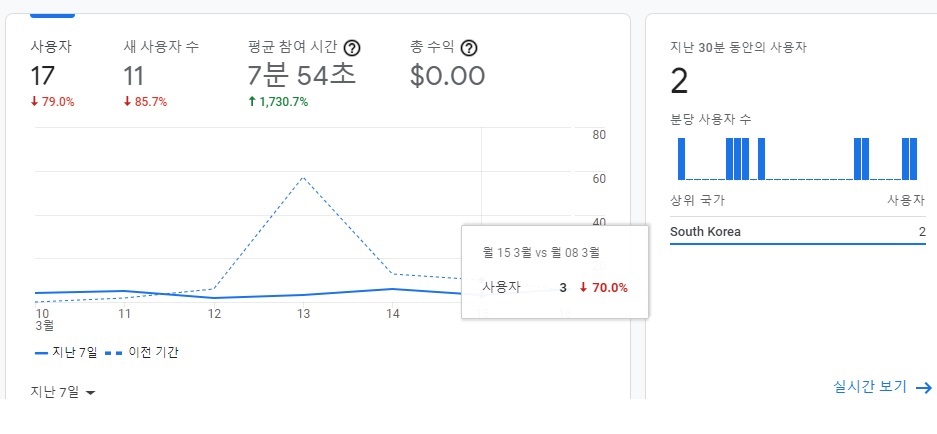 사용자
17
↓ 79.0%
새 사용자 수
11
↓ 85.7%
평균 참여 시간 ?
7분 54초
↑ 1,730.7%
총 수익 ?
$0.00
80
60
40
월 15 3월 vs 월 08 3월
사용자 3 ↓ 70.0%
10 11 12 13 14
3월
지난 7일 이전 기간
지난 7일
지난 30분 동안의 사용자
2
분당 사용자 수
상위 국가 사용자
South Korea 2
실시간 보기 →